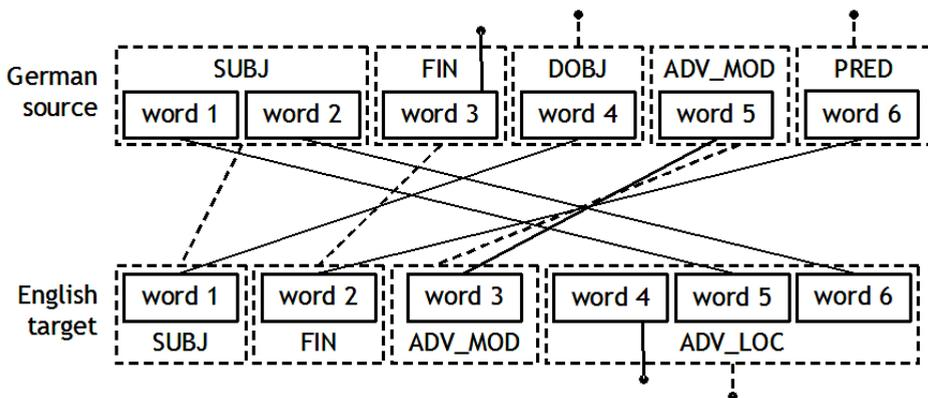 SUBJ FIN DOBJ ADV_MOD PRED
German
source
word 1 word 2 word 3 word 4 word 5 word 6
English
target
word 1 word 2 word 3 word 4 word 5 word 6
SUBJ FIN ADV_MOD ADV_LOC